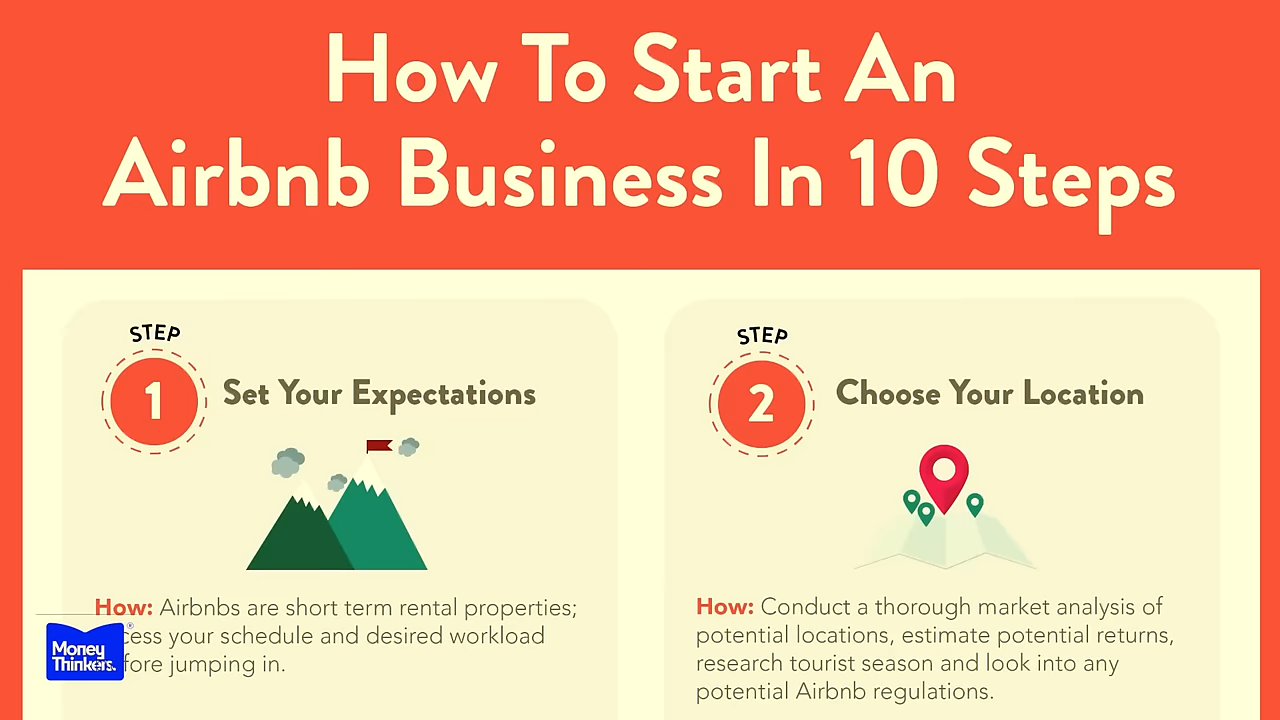 How To Start An
Airbnb Business In 10 Steps
STEP
1
Set Your Expectations
How: Airbnbs are short term rental properties;
your schedule and desired workload
jumping in.
STEP
2
Choose Your Location
How: Conduct a thorough market analysis of
potential locations, estimate potential returns,
research tourist season and look into any
potential Airbnb regulations.
Money
Thinkers.
®